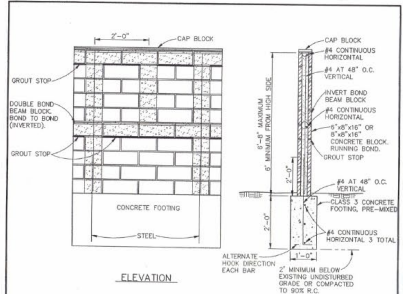 2'-0"
CAP BLOCK
GROUT STOP
DOUBLE BOND
BEAM BLOCK.
BOND TO BOND
(INVERTED).
GROUT STOP
CONCRETE FOOTING
STEEL
ELEVATION
CAP BLOCK
#4 CONTINUOUS
HORIZONTAL
#4 AT 48" O.C.
VERTICAL
INVERT BOND
BEAM BLOCK
#4 CONTINUOUS
HORIZONTAL
6"x8"x16" OR
8"x8"x16"
CONCRETE BLOCK.
RUNNING BOND.
GROUT STOP
#4 AT 48" O.C.
VERTICAL
CLASS 3 CONCRETE
FOOTING, PRE-MIXED
#4 CONTINUOUS
HORIZONTAL 3 TOTAL
6'-8" MAXIMUM
6' MINIMUM FROM HIGH SIDE
2'-0"
2'-0"
1'-0"
ALTERNATE
HOOK DIRECTION
EACH BAR
2" MINIMUM BELOW
EXISTING UNDISTURBED
GRADE OR COMPACTED
TO 90% R.C.